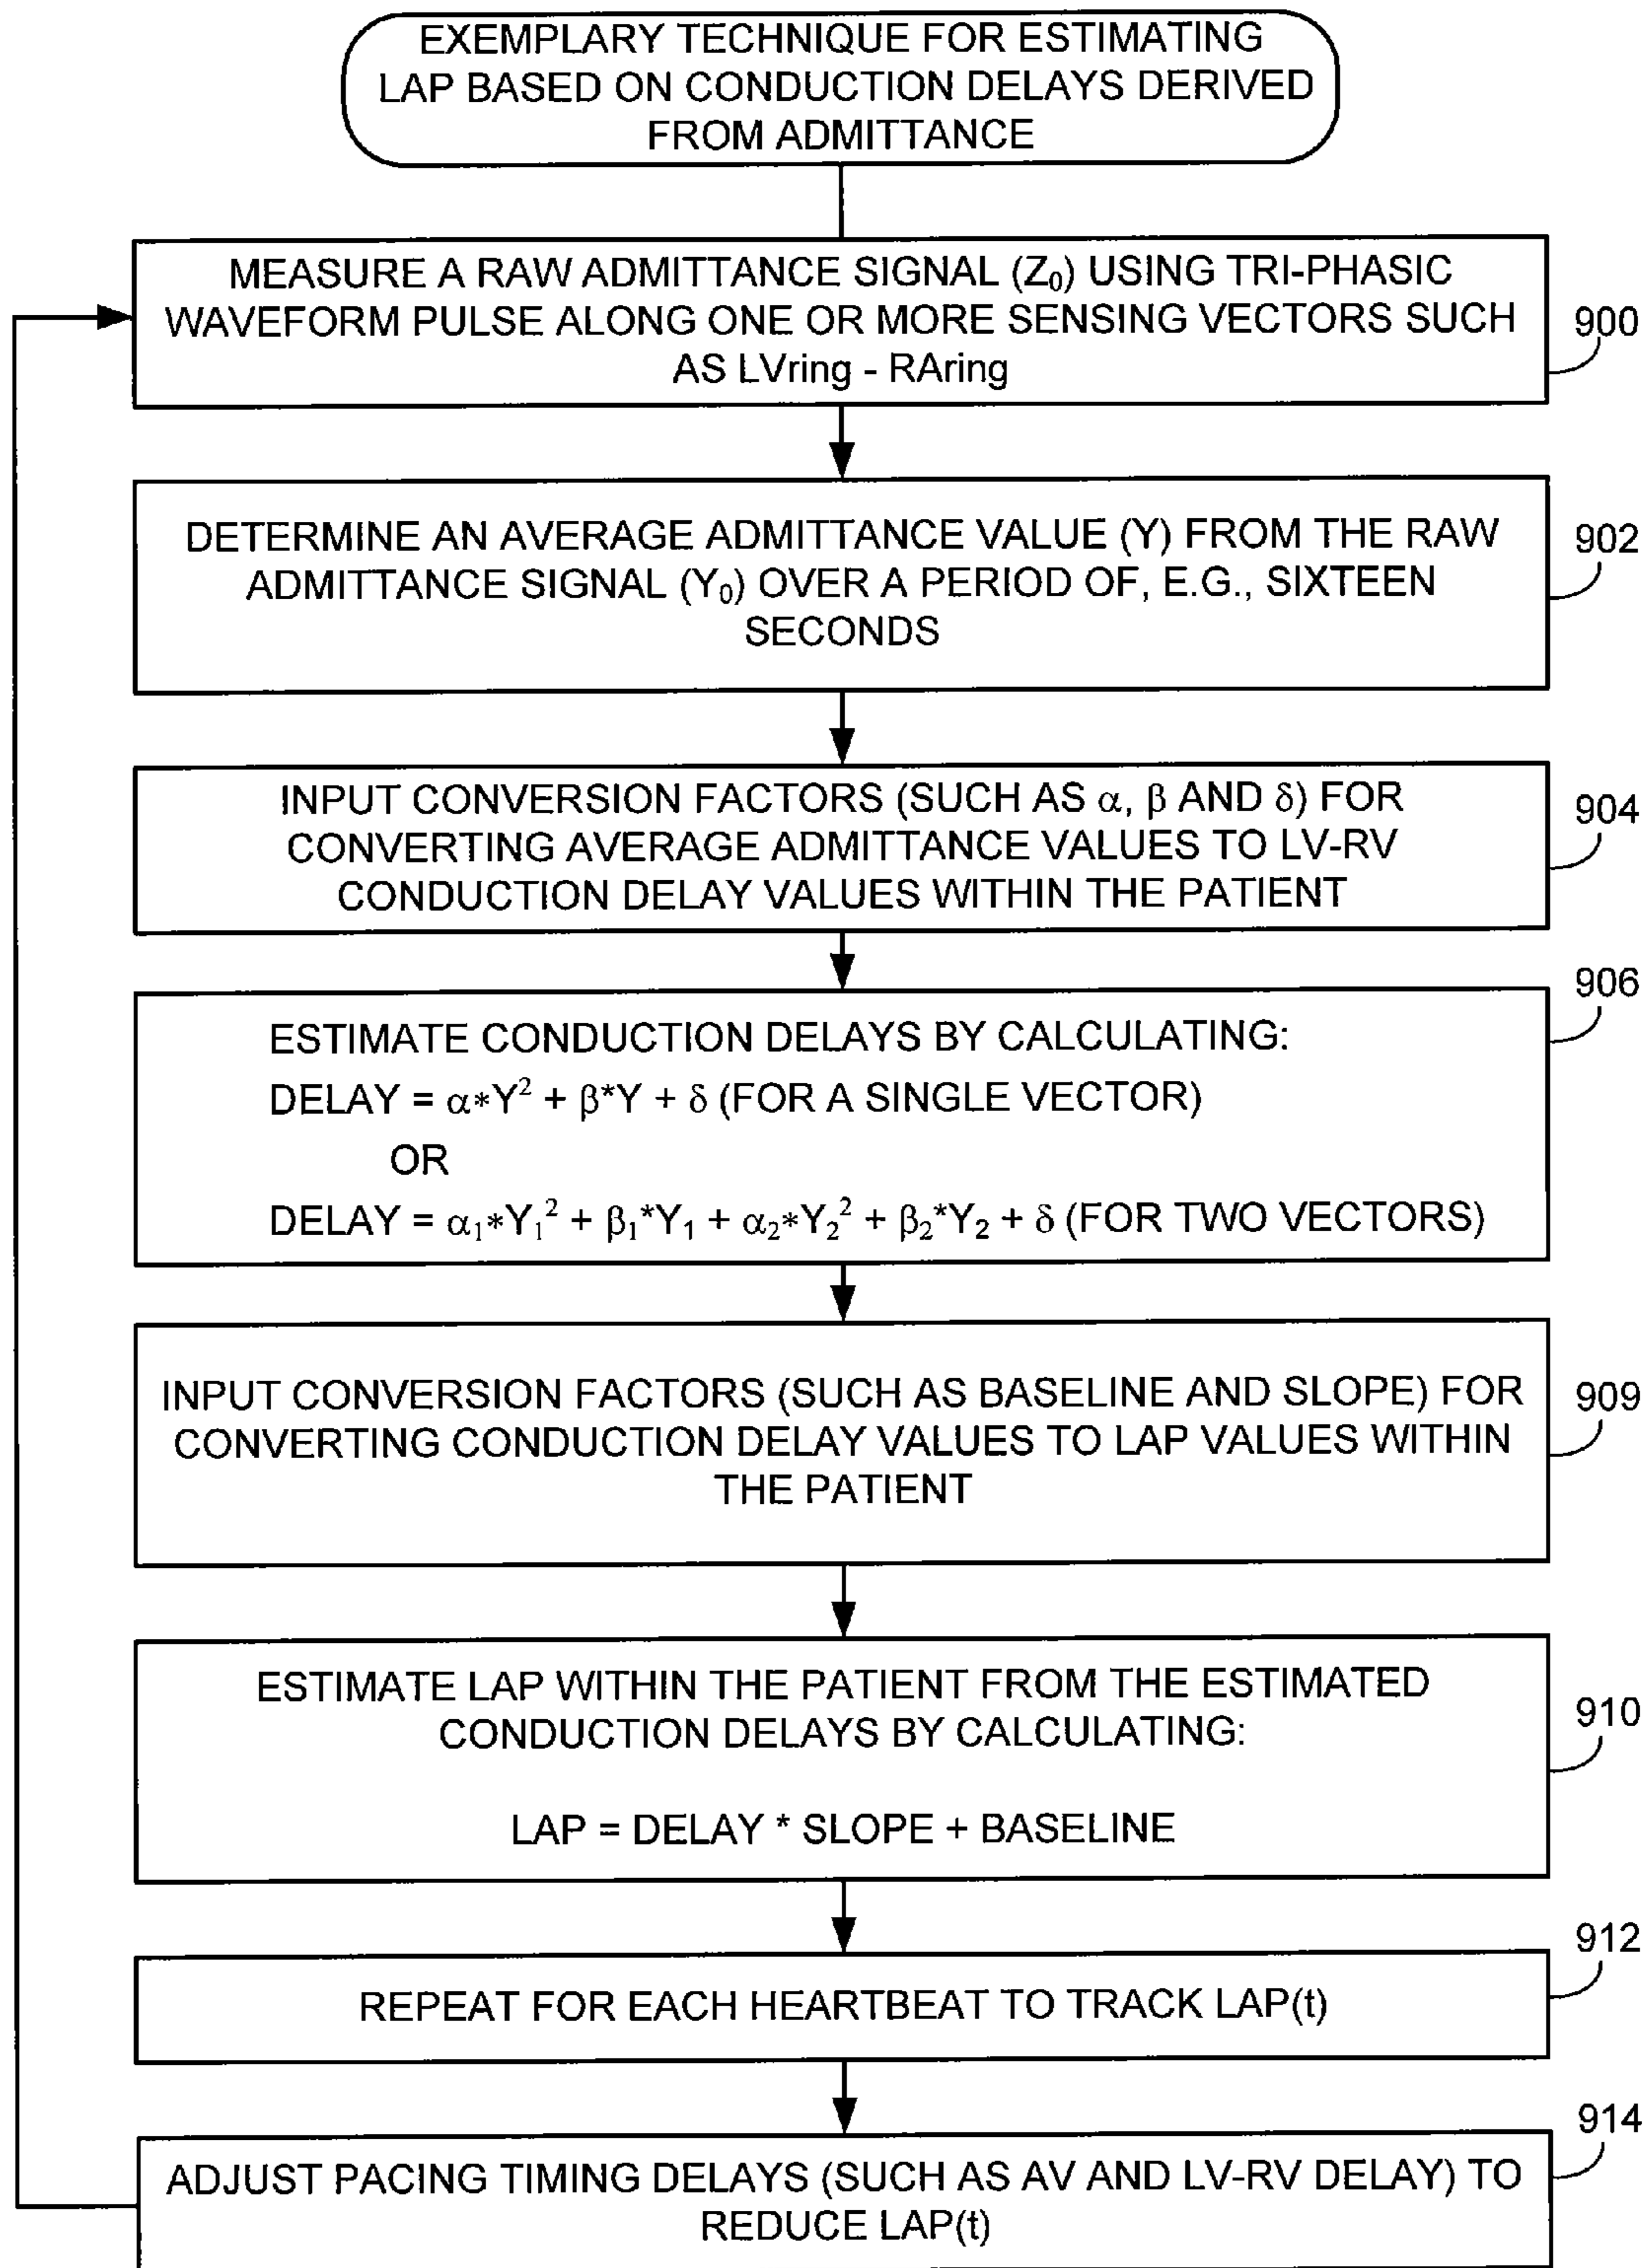 EXEMPLARY TECHNIQUE FOR ESTIMATING
LAP BASED ON CONDUCTION DELAYS DERIVED
FROM ADMITTANCE
MEASURE A RAW ADMITTANCE SIGNAL (Z₀) USING TRI-PHASIC
WAVEFORM PULSE ALONG ONE OR MORE SENSING VECTORS SUCH
AS LVring - RAring
900
DETERMINE AN AVERAGE ADMITTANCE VALUE (Y) FROM THE RAW
ADMITTANCE SIGNAL (Y₀) OVER A PERIOD OF, E.G., SIXTEEN
SECONDS
902
INPUT CONVERSION FACTORS (SUCH AS α, β AND δ) FOR
CONVERTING AVERAGE ADMITTANCE VALUES TO LV-RV
CONDUCTION DELAY VALUES WITHIN THE PATIENT
904
ESTIMATE CONDUCTION DELAYS BY CALCULATING:
DELAY = α*Y² + β*Y + δ (FOR A SINGLE VECTOR)
OR
DELAY = α₁*Y₁² + β₁*Y₁ + α₂*Y₂² + β₂*Y₂ + δ (FOR TWO VECTORS)
906
INPUT CONVERSION FACTORS (SUCH AS BASELINE AND SLOPE) FOR
CONVERTING CONDUCTION DELAY VALUES TO LAP VALUES WITHIN
THE PATIENT
909
ESTIMATE LAP WITHIN THE PATIENT FROM THE ESTIMATED
CONDUCTION DELAYS BY CALCULATING:
LAP = DELAY * SLOPE + BASELINE
910
REPEAT FOR EACH HEARTBEAT TO TRACK LAP(t)
912
ADJUST PACING TIMING DELAYS (SUCH AS AV AND LV-RV DELAY) TO
REDUCE LAP(t)
914